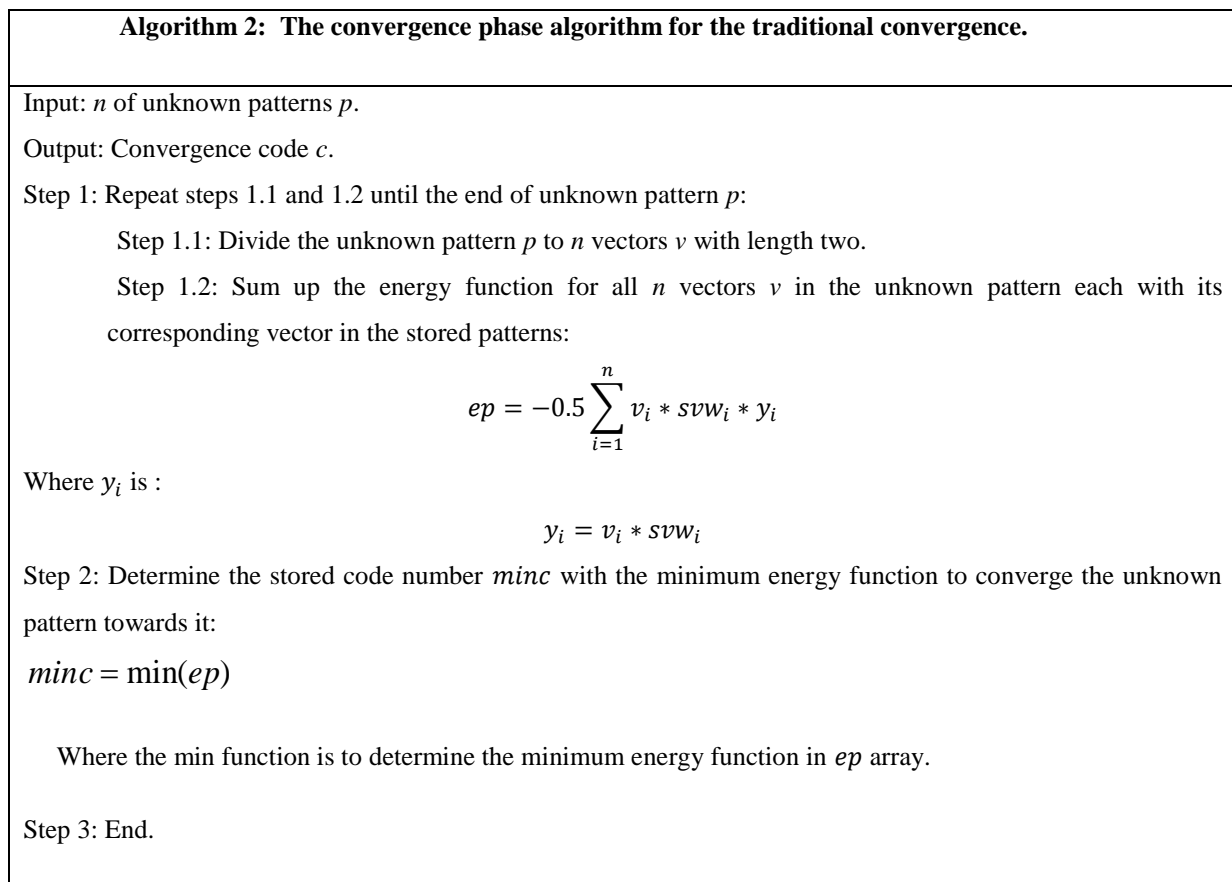 Algorithm 2: The convergence phase algorithm for the traditional convergence.
Input: n of unknown patterns p.
Output: Convergence code c.
Step 1: Repeat steps 1.1 and 1.2 until the end of unknown pattern p:
Step 1.1: Divide the unknown pattern p to n vectors v with length two.
Step 1.2: Sum up the energy function for all n vectors v in the unknown pattern each with its
corresponding vector in the stored patterns:
ep = −0.5 ∑_{i=1}^{n} v_i * svw_i * y_i
Where y_i is :
y_i = v_i * svw_i
Step 2: Determine the stored code number minc with the minimum energy function to converge the unknown
pattern towards it:
minc = min(ep)
Where the min function is to determine the minimum energy function in ep array.
Step 3: End.